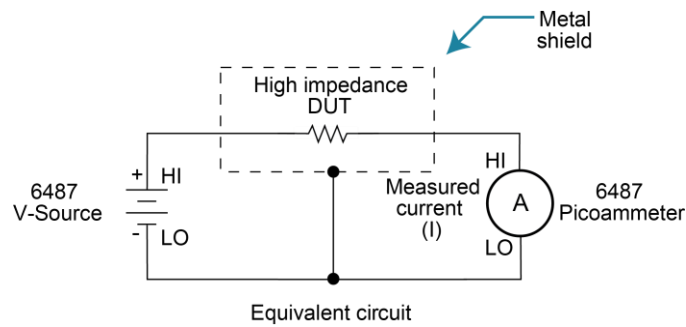 Metal
shield
High impedance
DUT
+
HI
6487
V-Source
-
LO
HI
Measured
current
(I)
A
6487
Picoammeter
LO
Equivalent circuit